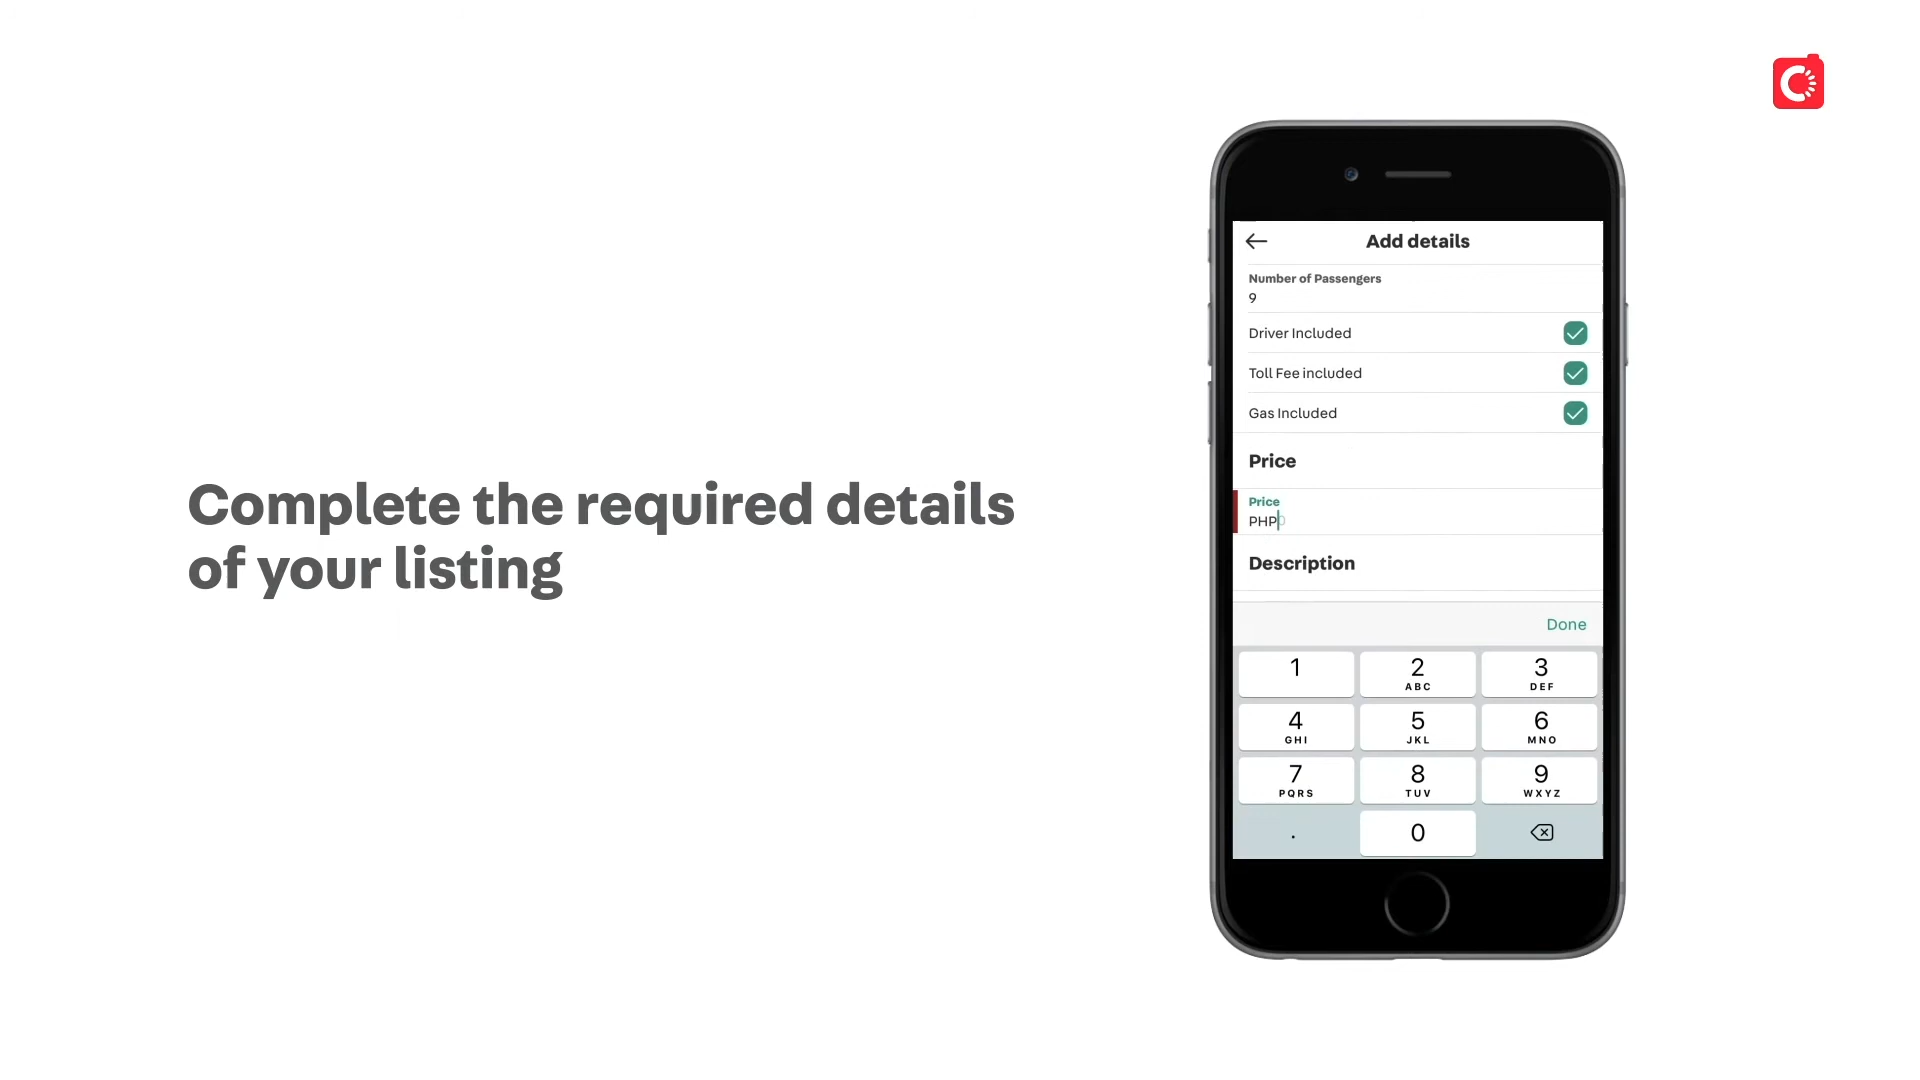 Complete the required details
of your listing
Add details
Number of Passengers
9
Driver Included
Toll Fee included
Gas Included
Price
Price
PHP0
Description
Done
1
2
ABC
3
DEF
4
GHI
5
JKL
6
MNO
7
PQRS
8
TUV
9
WXYZ
.
0